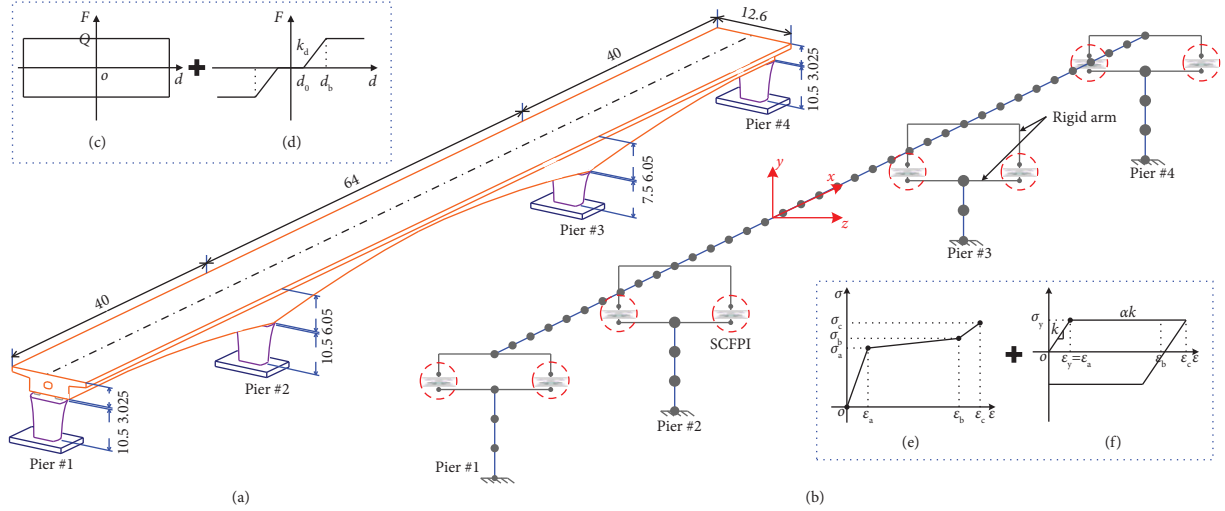 F
Q
o
d
(c)
F
k_d
d_0
d_b
d
(d)
12.6
40
64
40
10.5 3.025
Pier #4
7.5 6.05
Pier #3
10.5 6.05
Pier #2
10.5 3.025
Pier #1
(a)
Rigid arm
Pier #4
Pier #3
y
x
z
SCFPI
Pier #2
Pier #1
(b)
σ
σ_c
σ_b
σ_a
o
ε_a
ε_b
ε_c
ε
(e)
F
σ_y
k
αk
o
ε_y=ε_a
ε_b
ε_c
ε
(f)